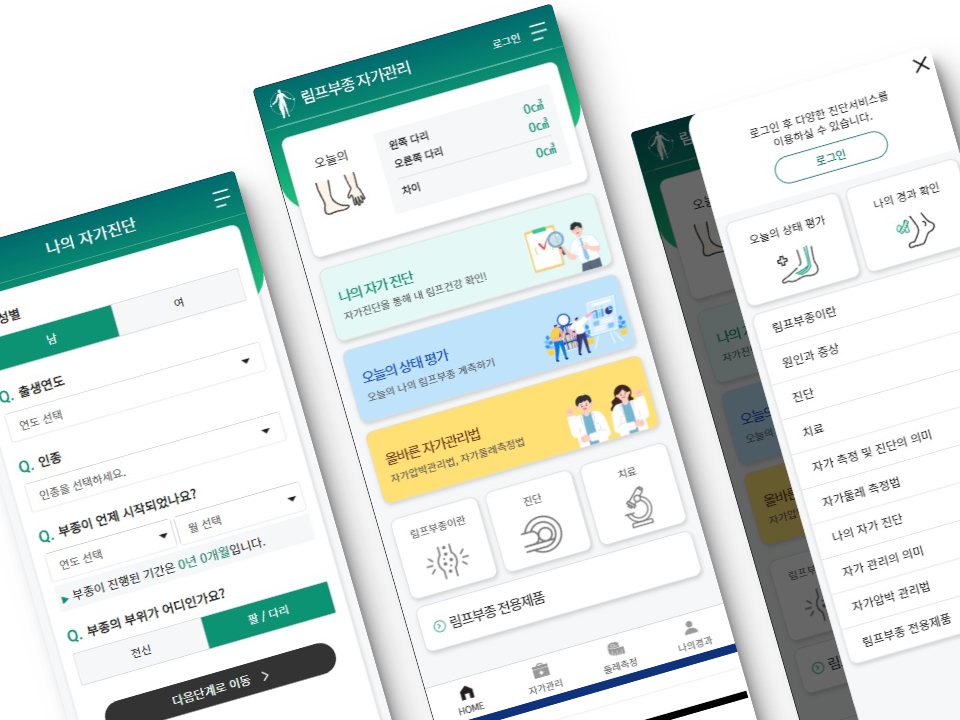 나의 자가진단
성별
남
여
Q. 출생연도
연도 선택
Q. 인종
인종을 선택하세요.
Q. 부종이 언제 시작되었나요?
연도 선택
월 선택
▶ 부종이 진행된 기간은 0년 0개월입니다.
Q. 부종의 부위가 어디인가요?
전신
팔 / 다리
다음단계로 이동 >
림프부종 자가관리
로그인
오늘의
왼쪽 다리 0㎤
오른쪽 다리 0㎤
차이 0㎤
나의 자가 진단
자가진단을 통해 내 림프건강 확인!
오늘의 상태 평가
오늘의 나의 림프부종 계측하기
올바른 자가관리법
자가압박관리법, 자가둘레측정법
림프부종이란
진단
치료
림프부종 전용제품
HOME
자가관리
둘레측정
나의경과
로그인 후 다양한 진단서비스를
이용하실 수 있습니다.
로그인
오늘의 상태 평가
나의 경과 확인
림프부종이란
원인과 증상
진단
치료
자가 측정 및 진단의 의미
자가둘레 측정법
나의 자가 진단
자가 관리의 의미
자가압박 관리법
림프부종 전용제품